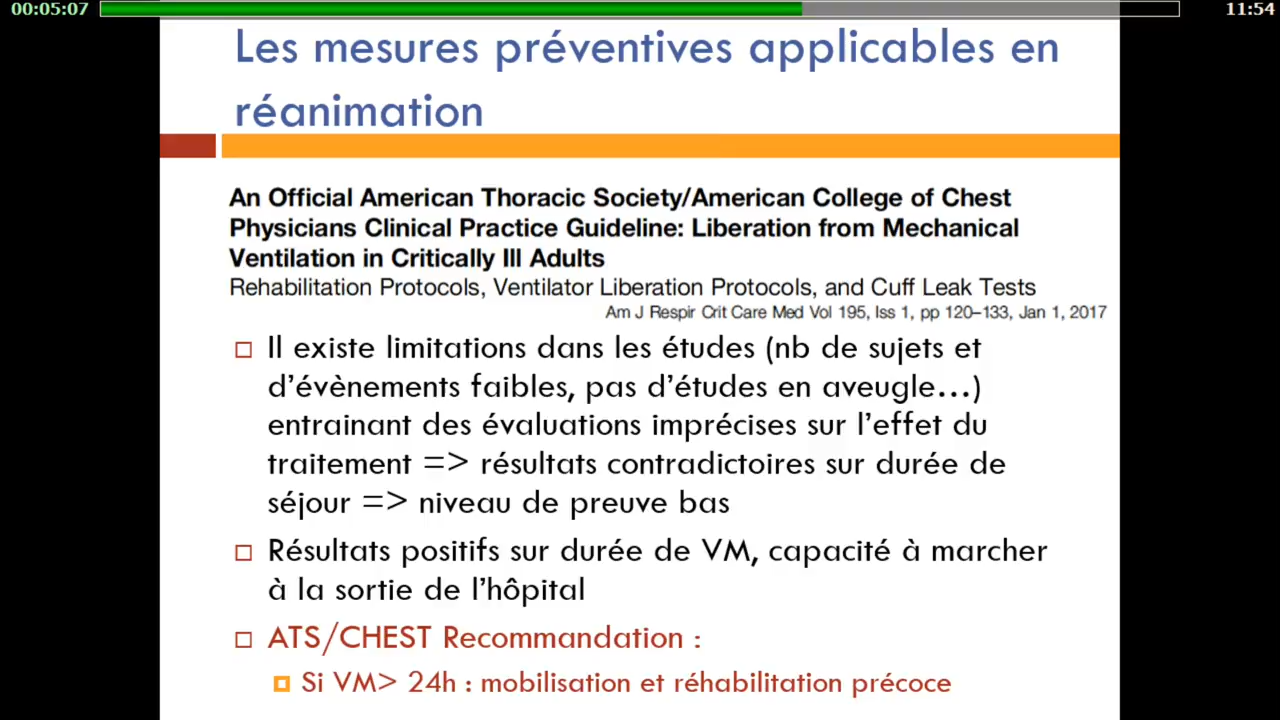 00:05:07
11:54
Les mesures préventives applicables en
réanimation
An Official American Thoracic Society/American College of Chest
Physicians Clinical Practice Guideline: Liberation from Mechanical
Ventilation in Critically Ill Adults
Rehabilitation Protocols, Ventilator Liberation Protocols, and Cuff Leak Tests
Am J Respir Crit Care Med Vol 195, Iss 1, pp 120–133, Jan 1, 2017
Il existe limitations dans les études (nb de sujets et
d’évènements faibles, pas d’études en aveugle…)
entrainant des évaluations imprécises sur l’effet du
traitement => résultats contradictoires sur durée de
séjour => niveau de preuve bas
Résultats positifs sur durée de VM, capacité à marcher
à la sortie de l’hôpital
ATS/CHEST Recommandation :
Si VM> 24h : mobilisation et réhabilitation précoce